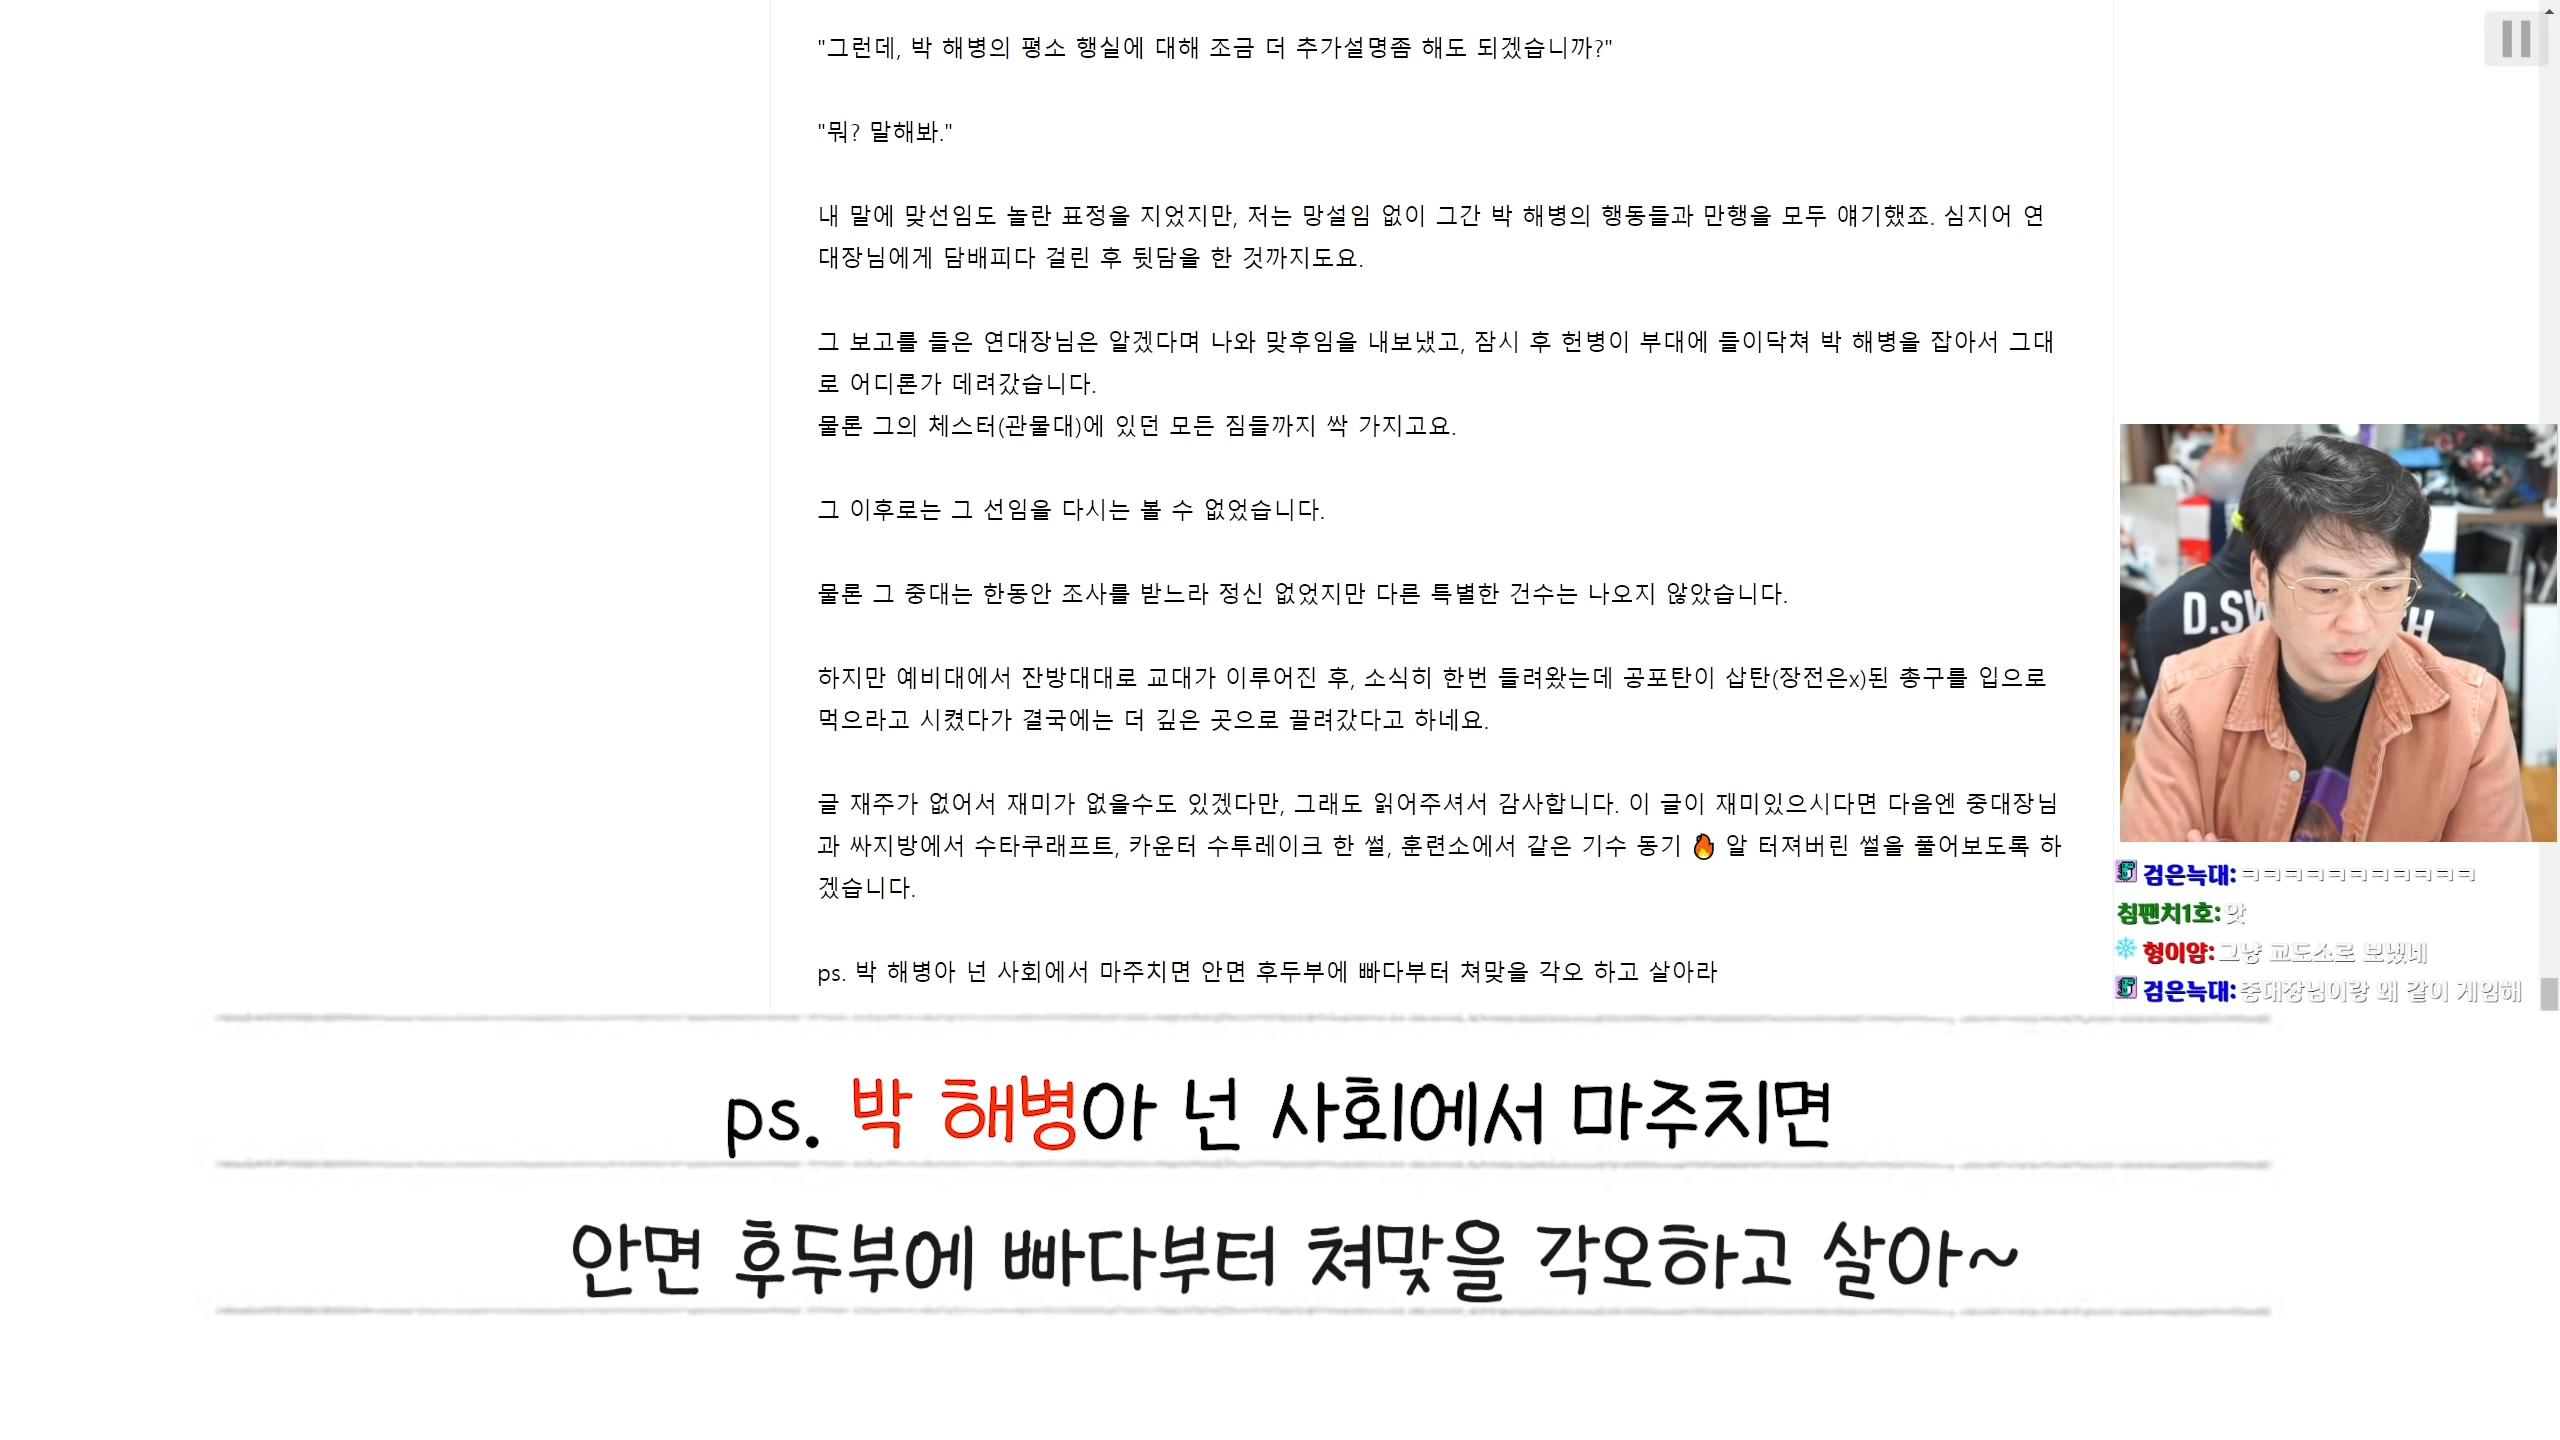 "그런데, 박 해병의 평소 행실에 대해 조금 더 추가설명좀 해도 되겠습니까?"
"뭐? 말해봐."
내 말에 맞선임도 놀란 표정을 지었지만, 저는 망설임 없이 그간 박 해병의 행동들과 만행을 모두 얘기했죠. 심지어 연
대장님에게 담배피다 걸린 후 뒷담을 한 것까지도요.
그 보고를 들은 연대장님은 알겠다며 나와 맞후임을 내보냈고, 잠시 후 헌병이 부대에 들이닥쳐 박 해병을 잡아서 그대
로 어디론가 데려갔습니다.
물론 그의 체스터(관물대)에 있던 모든 짐들까지 싹 가지고요.
그 이후로는 그 선임을 다시는 볼 수 없었습니다.
물론 그 중대는 한동안 조사를 받느라 정신 없었지만 다른 특별한 건수는 나오지 않았습니다.
하지만 예비대에서 잔방대대로 교대가 이루어진 후, 소식히 한번 들려왔는데 공포탄이 삽탄(장전은x)된 총구를 입으로
먹으라고 시켰다가 결국에는 더 깊은 곳으로 끌려갔다고 하네요.
글 재주가 없어서 재미가 없을수도 있겠다만, 그래도 읽어주셔서 감사합니다. 이 글이 재미있으시다면 다음엔 중대장님
과 싸지방에서 수타쿠래프트, 카운터 수투레이크 한 썰, 훈련소에서 같은 기수 동기 🔥 알 터져버린 썰을 풀어보도록 하
겠습니다.
ps. 박 해병아 넌 사회에서 마주치면 안면 후두부에 빠다부터 쳐맞을 각오 하고 살아라
D.SW
H
검은늑대: ㅋㅋㅋㅋㅋㅋㅋㅋㅋㅋㅋ
침팬치1호: 앗
형이얌: 그냥 교도소로 보냈네
검은늑대: 중대장님이랑 왜 같이 게임해
ps. 박 해병아 넌 사회에서 마주치면
안면 후두부에 빠다부터 쳐맞을 각오하고 살아~